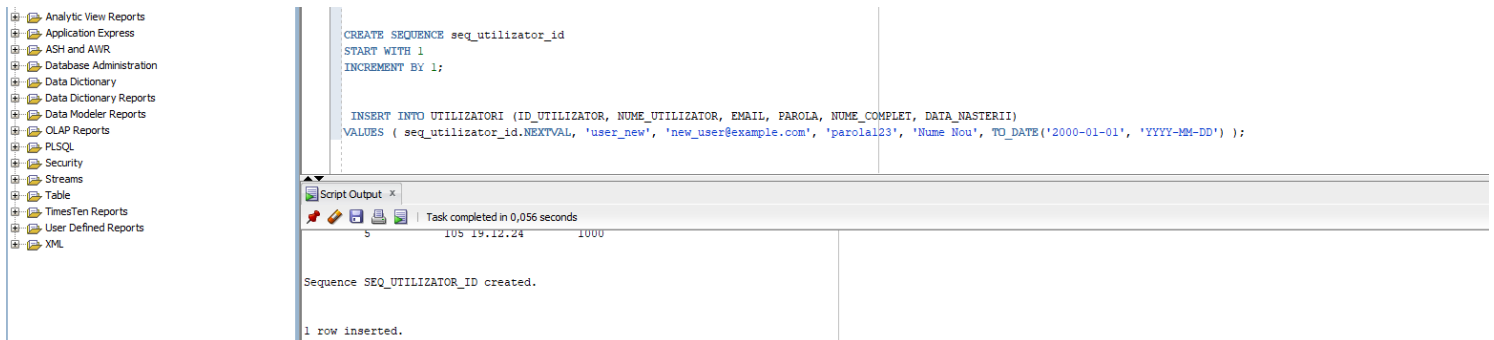 Analytic View Reports
Application Express
ASH and AWR
Database Administration
Data Dictionary
Data Dictionary Reports
Data Modeler Reports
OLAP Reports
PLSQL
Security
Streams
Table
TimesTen Reports
User Defined Reports
XML
CREATE SEQUENCE seq_utilizator_id
START WITH 1
INCREMENT BY 1;
INSERT INTO UTILIZATORI (ID_UTILIZATOR, NUME_UTILIZATOR, EMAIL, PAROLA, NUME_COMPLET, DATA_NASTERII)
VALUES ( seq_utilizator_id.NEXTVAL, 'user_new', 'new_user@example.com', 'parola123', 'Nume Nou', TO_DATE('2000-01-01', 'YYYY-MM-DD') );
Script Output x
Task completed in 0,056 seconds
5 105 19.12.24 1000
Sequence SEQ_UTILIZATOR_ID created.
1 row inserted.